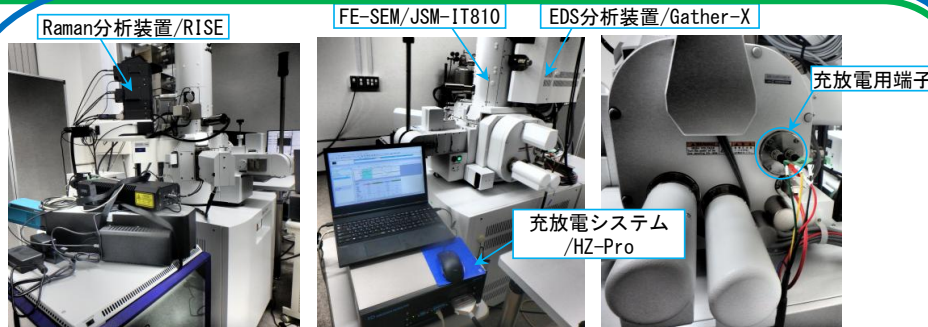 Raman分析装置/RISE
FE-SEM/JSM-IT810
EDS分析装置/Gather-X
充放電用端子
充放電システム
/HZ-Pro